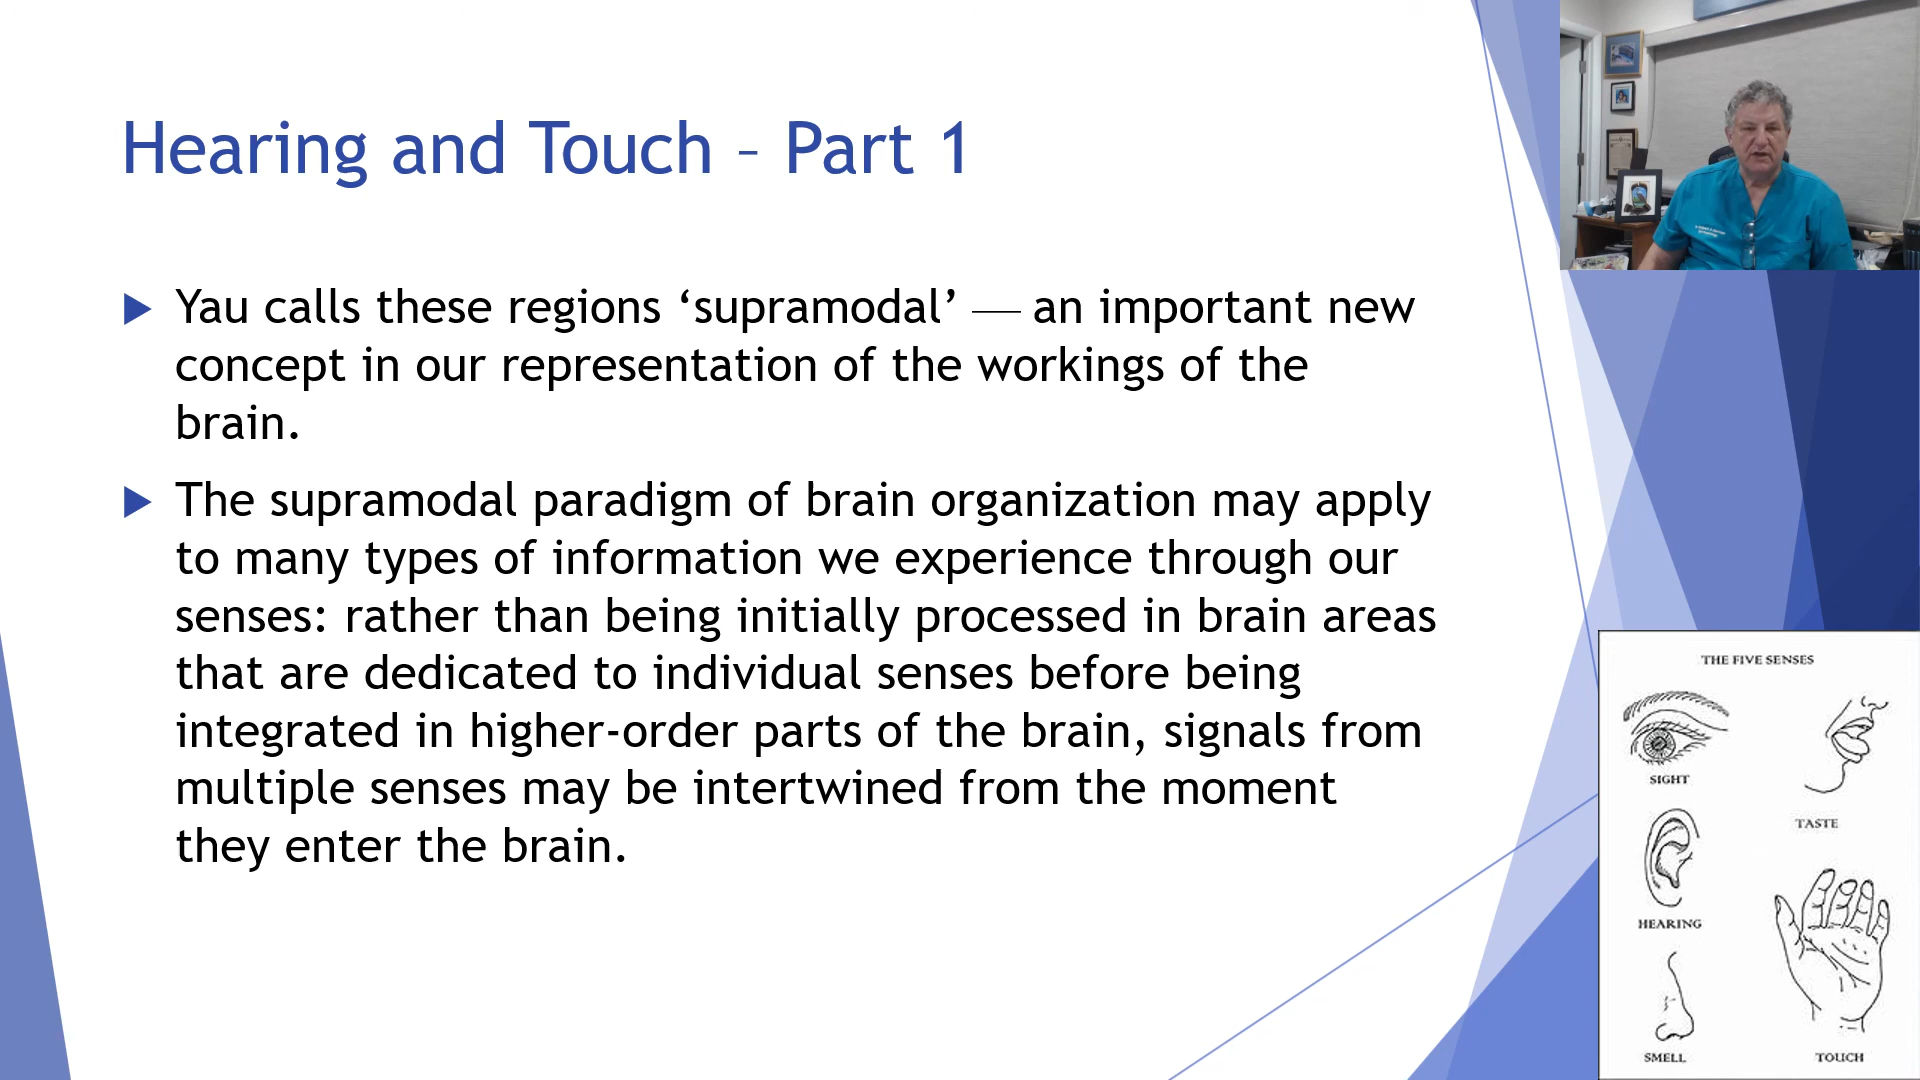 Hearing and Touch – Part 1
Yau calls these regions ‘supramodal’ — an important new
concept in our representation of the workings of the
brain.
The supramodal paradigm of brain organization may apply
to many types of information we experience through our
senses: rather than being initially processed in brain areas
that are dedicated to individual senses before being
integrated in higher-order parts of the brain, signals from
multiple senses may be intertwined from the moment
they enter the brain.
THE FIVE SENSES
SIGHT
TASTE
HEARING
SMELL
TOUCH